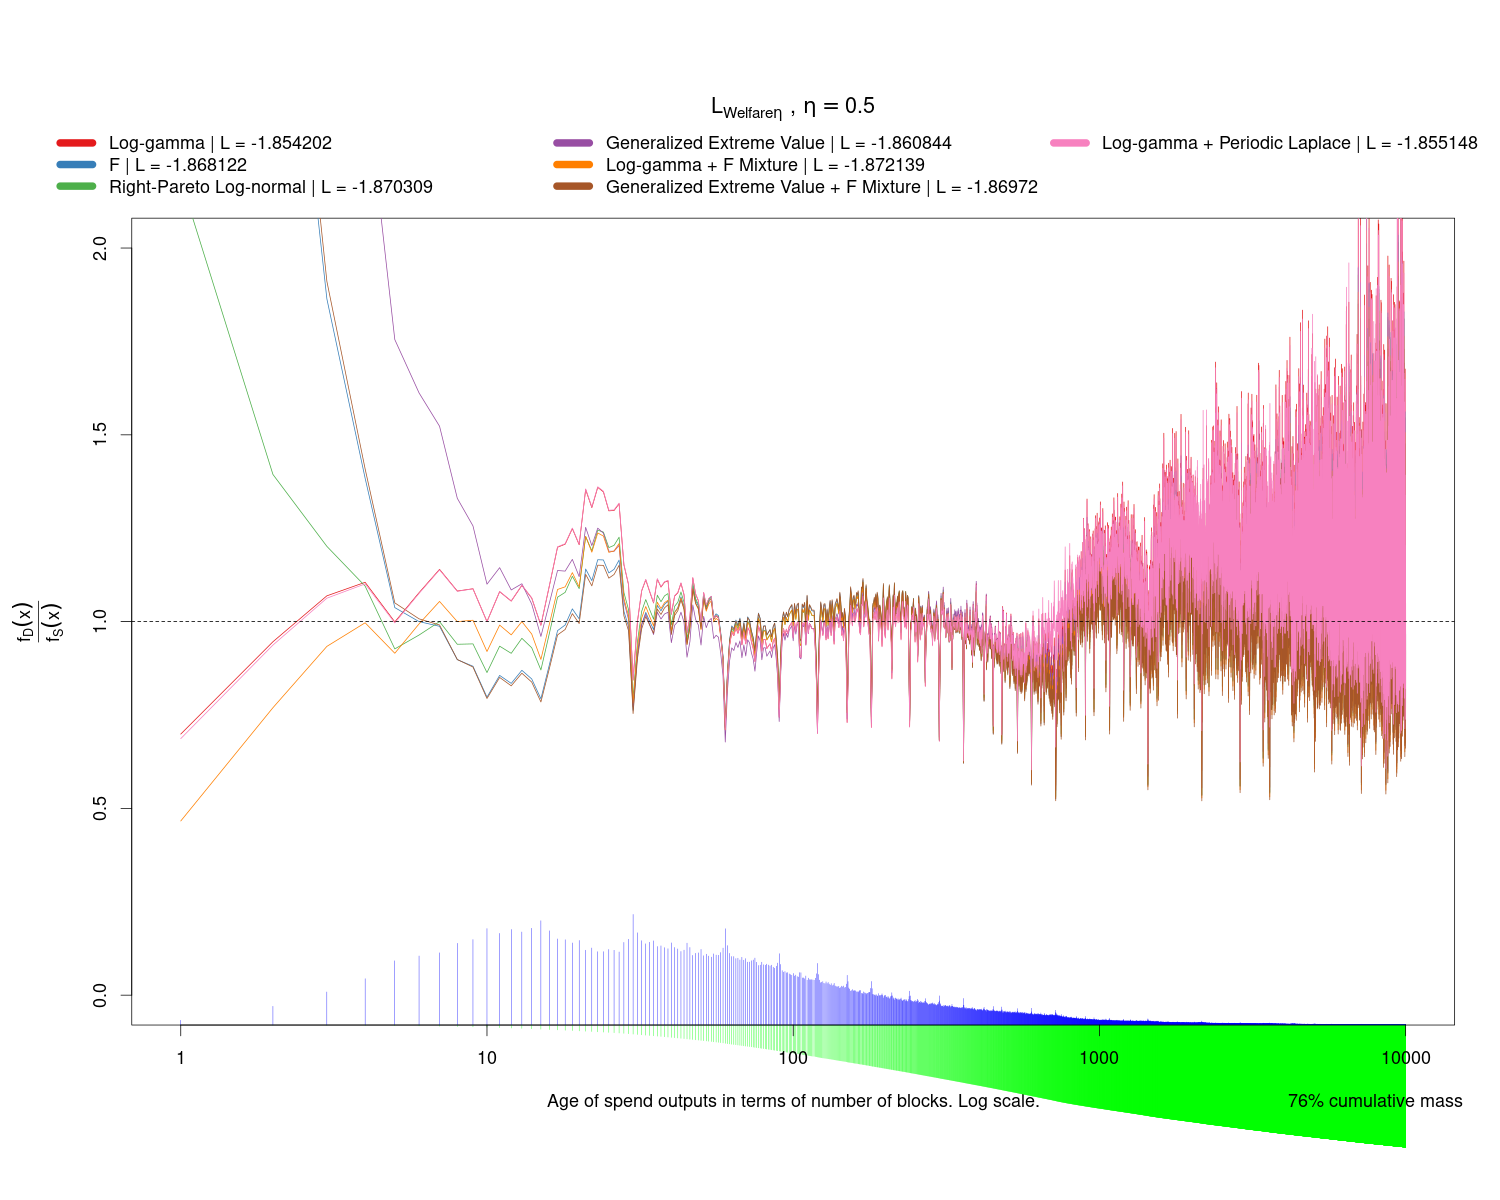 L_Welfareη , η = 0.5
Log-gamma | L = -1.854202
F | L = -1.868122
Right-Pareto Log-normal | L = -1.870309
Generalized Extreme Value | L = -1.860844
Log-gamma + F Mixture | L = -1.872139
Generalized Extreme Value + F Mixture | L = -1.86972
Log-gamma + Periodic Laplace | L = -1.855148
f_D(x)
f_S(x)
2.0
1.5
1.0
0.5
0.0
1 10 100 1000 10000
Age of spend outputs in terms of number of blocks. Log scale.
76% cumulative mass